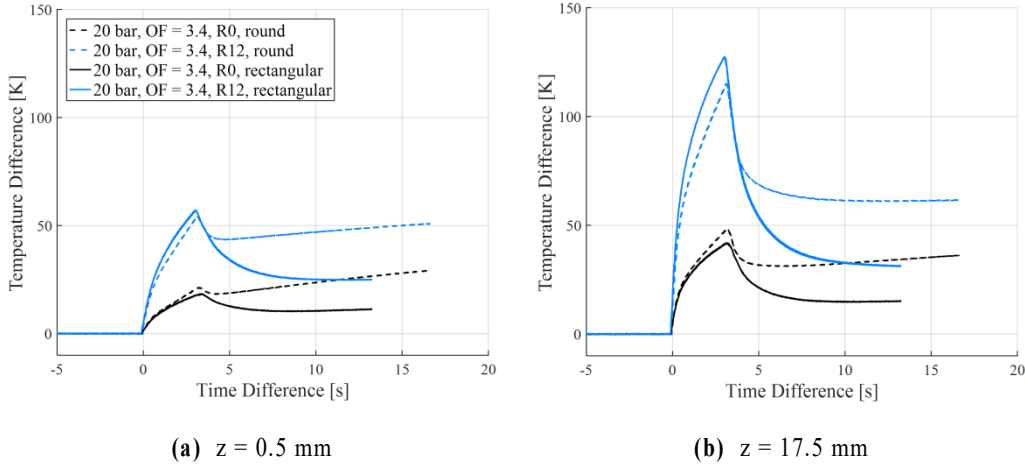 150
100
50
0
Temperature Difference [K]
20 bar, OF = 3.4, R0, round
20 bar, OF = 3.4, R12, round
20 bar, OF = 3.4, R0, rectangular
20 bar, OF = 3.4, R12, rectangular
-5 0 5 10 15 20
Time Difference [s]
(a) z = 0.5 mm
150
100
50
0
Temperature Difference [K]
-5 0 5 10 15 20
Time Difference [s]
(b) z = 17.5 mm